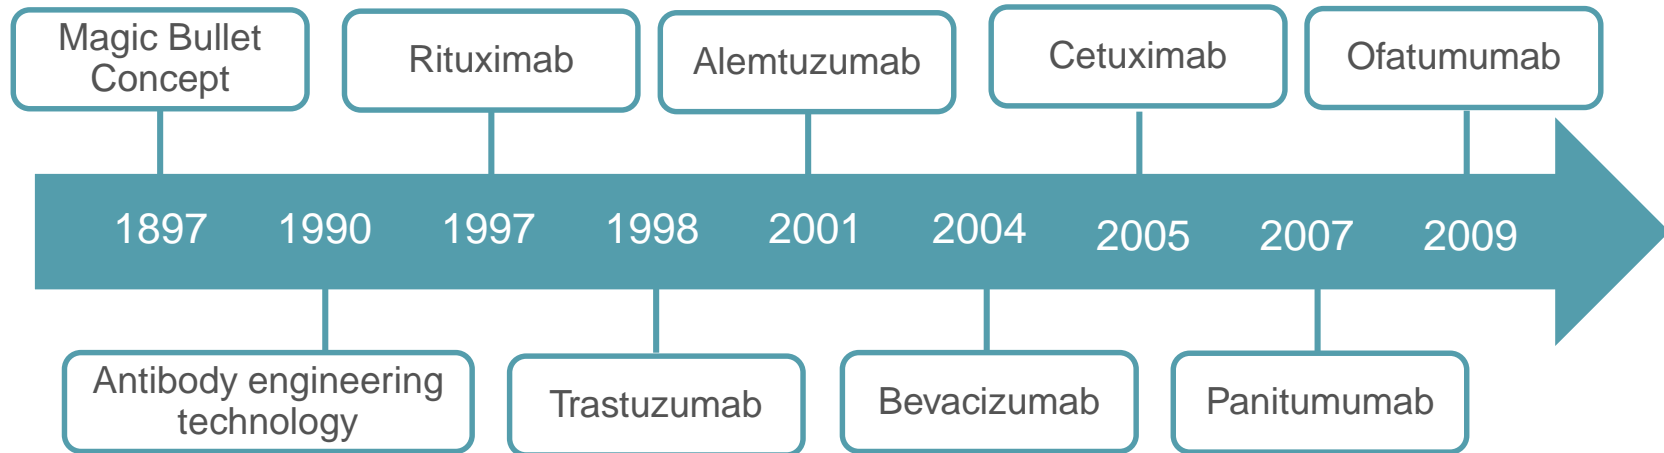 Magic Bullet
Concept
Rituximab
Alemtuzumab
Cetuximab
Ofatumumab
1897 1990 1997 1998 2001 2004 2005 2007 2009
Antibody engineering
technology
Trastuzumab
Bevacizumab
Panitumumab